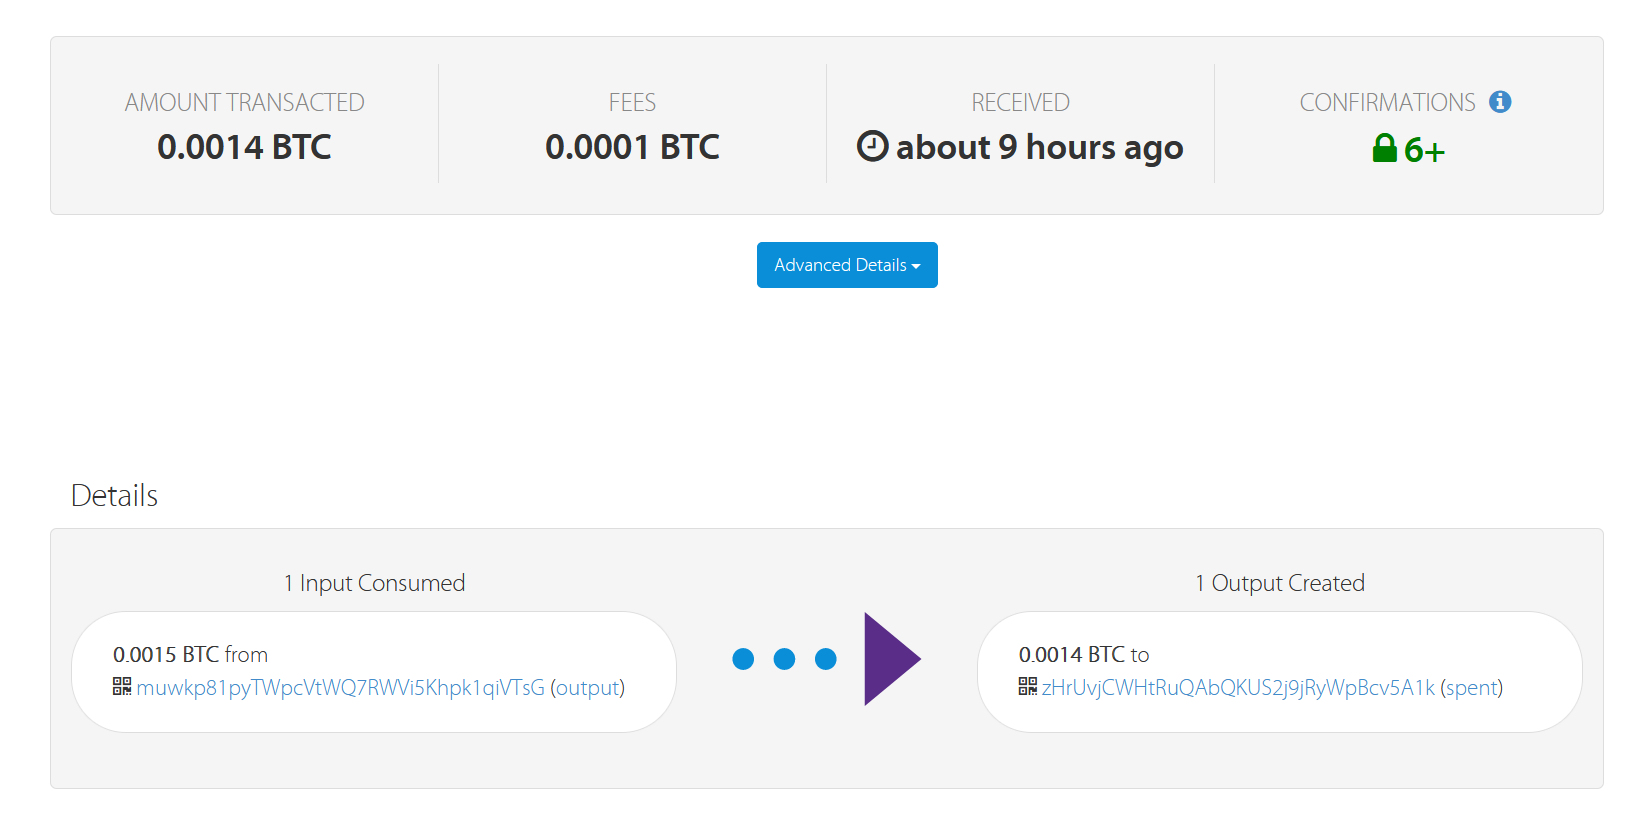 AMOUNT TRANSACTED
0.0014 BTC
FEES
0.0001 BTC
RECEIVED
about 9 hours ago
CONFIRMATIONS
6+
Advanced Details
Details
1 Input Consumed
0.0015 BTC from
muwkp81pyTWpcVtWQ7RWVi5Khpk1qiVTsG (output)
1 Output Created
0.0014 BTC to
zHrUvjCWHtRuQAbQKUS2j9jRyWpBcv5A1k (spent)